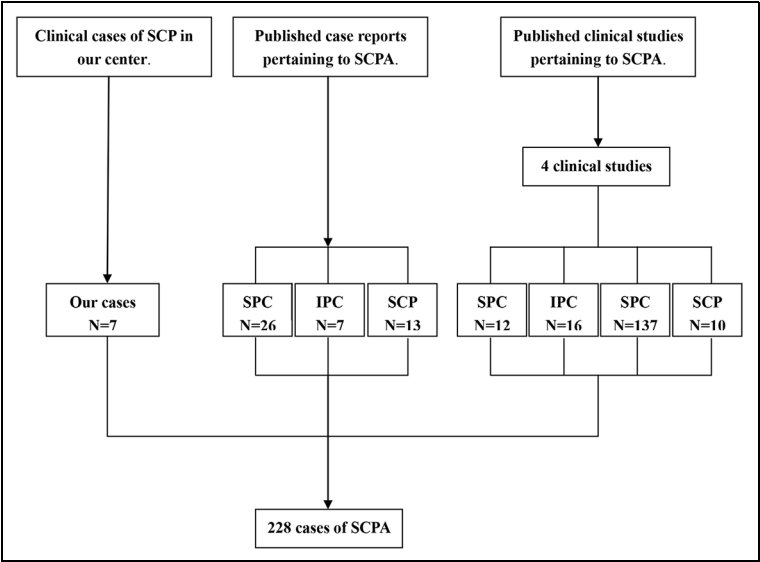 Clinical cases of SCP in
our center.
Published case reports
pertaining to SCPA.
Published clinical studies
pertaining to SCPA.
4 clinical studies
Our cases
N=7
SPC
N=26
IPC
N=7
SCP
N=13
SPC
N=12
IPC
N=16
SPC
N=137
SCP
N=10
228 cases of SCPA